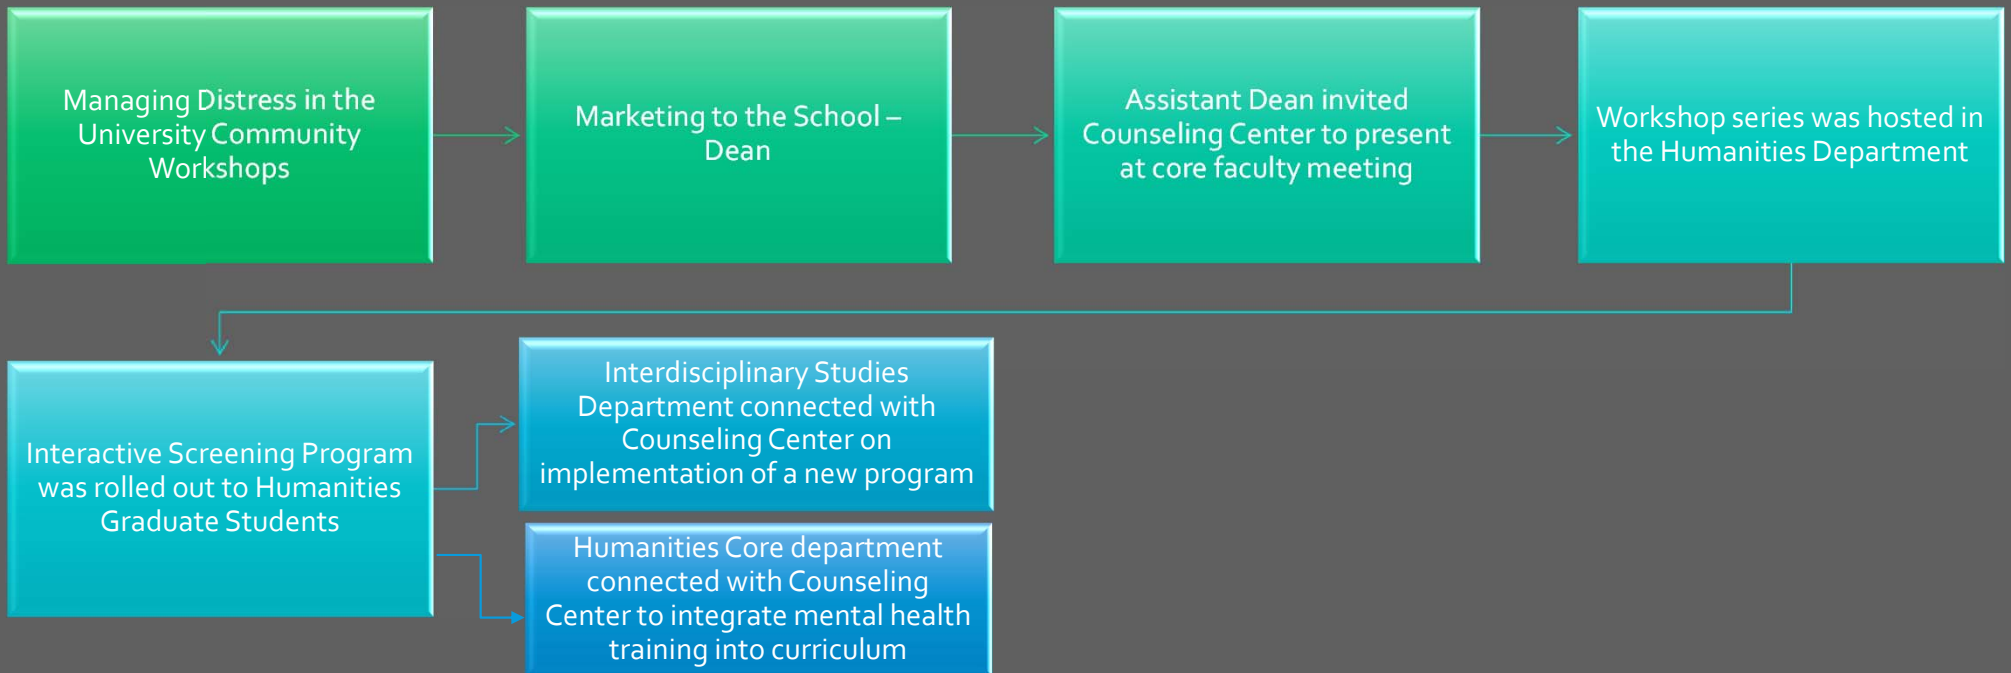 Managing Distress in the
University Community
Workshops
Marketing to the School –
Dean
Assistant Dean invited
Counseling Center to present
at core faculty meeting
Workshop series was hosted in
the Humanities Department
Interactive Screening Program
was rolled out to Humanities
Graduate Students
Interdisciplinary Studies
Department connected with
Counseling Center on
implementation of a new program
Humanities Core department
connected with Counseling
Center to integrate mental health
training into curriculum